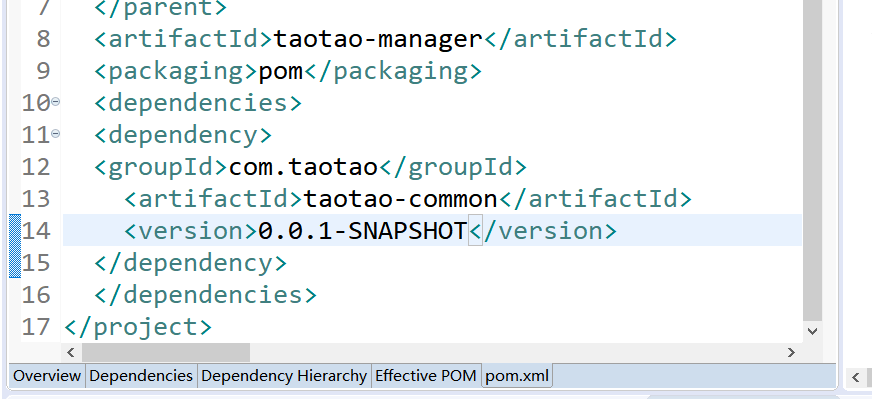 7 </parent>
8 <artifactId>taotao-manager</artifactId>
9 <packaging>pom</packaging>
10 <dependencies>
11 <dependency>
12 <groupId>com.taotao</groupId>
13 <artifactId>taotao-common</artifactId>
14 <version>0.0.1-SNAPSHOT</version>
15 </dependency>
16 </dependencies>
17 </project>
Overview Dependencies Dependency Hierarchy Effective POM pom.xml